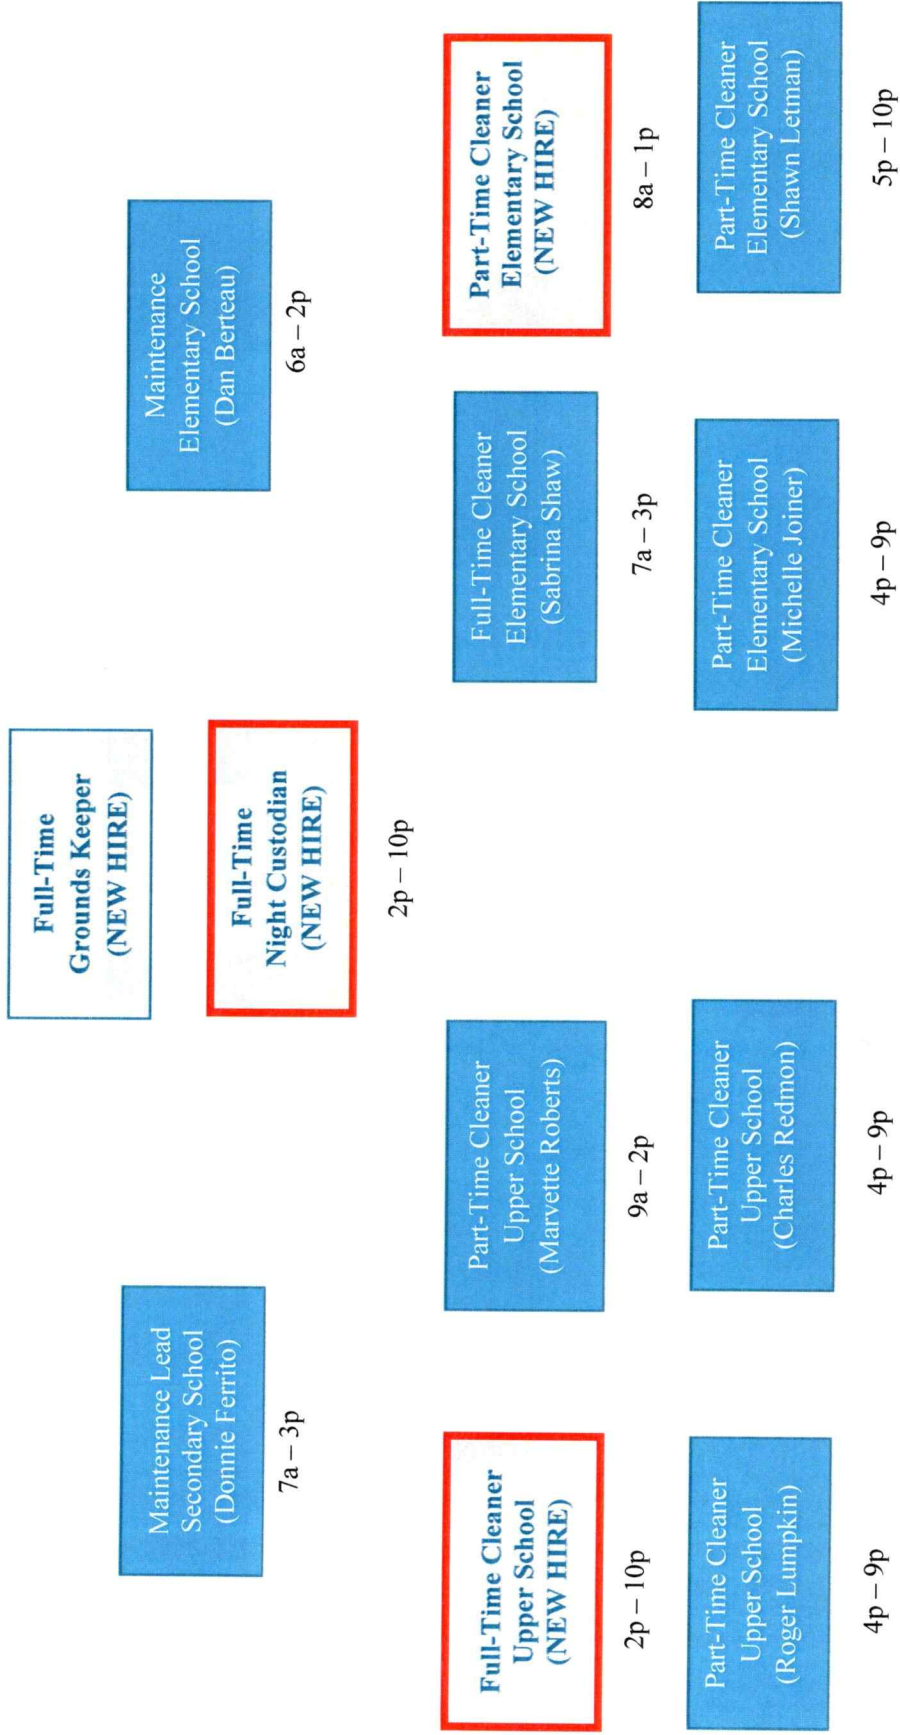 Full-Time
Grounds Keeper
(NEW HIRE)
Maintenance Lead
Secondary School
(Donnie Ferrito)
7a – 3p
Full-Time
Night Custodian
(NEW HIRE)
2p – 10p
Maintenance
Elementary School
(Dan Berteau)
6a – 2p
Full-Time Cleaner
Upper School
(NEW HIRE)
2p – 10p
Part-Time Cleaner
Upper School
(Marvette Roberts)
9a – 2p
Full-Time Cleaner
Elementary School
(Sabrina Shaw)
7a – 3p
Part-Time Cleaner
Elementary School
(NEW HIRE)
8a – 1p
Part-Time Cleaner
Upper School
(Roger Lumpkin)
4p – 9p
Part-Time Cleaner
Upper School
(Charles Redmon)
4p – 9p
Part-Time Cleaner
Elementary School
(Michelle Joiner)
4p – 9p
Part-Time Cleaner
Elementary School
(Shawn Letman)
5p – 10p